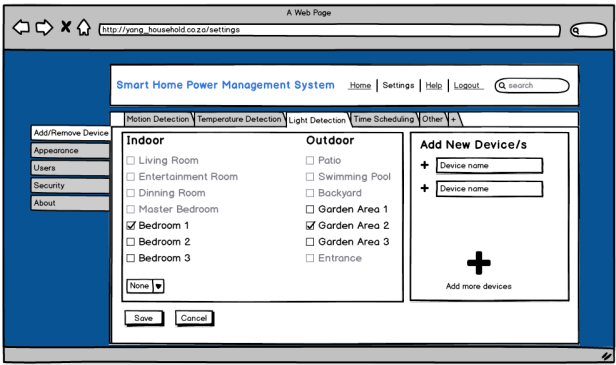 A Web Page
http://yong_household.co.za/settings
Smart Home Power Management System Home Settings Help Logout search
Motion Detection Temperature Detection Light Detection Time Scheduling Other +
Add/Remove Device
Appearance
Users
Security
About
Indoor
Living Room
Entertainment Room
Dinning Room
Master Bedroom
Bedroom 1
Bedroom 2
Bedroom 3
None
Outdoor
Patio
Swimming Pool
Backyard
Garden Area 1
Garden Area 2
Garden Area 3
Entrance
Add New Device/s
Device name
Device name
Add more devices
Save Cancel